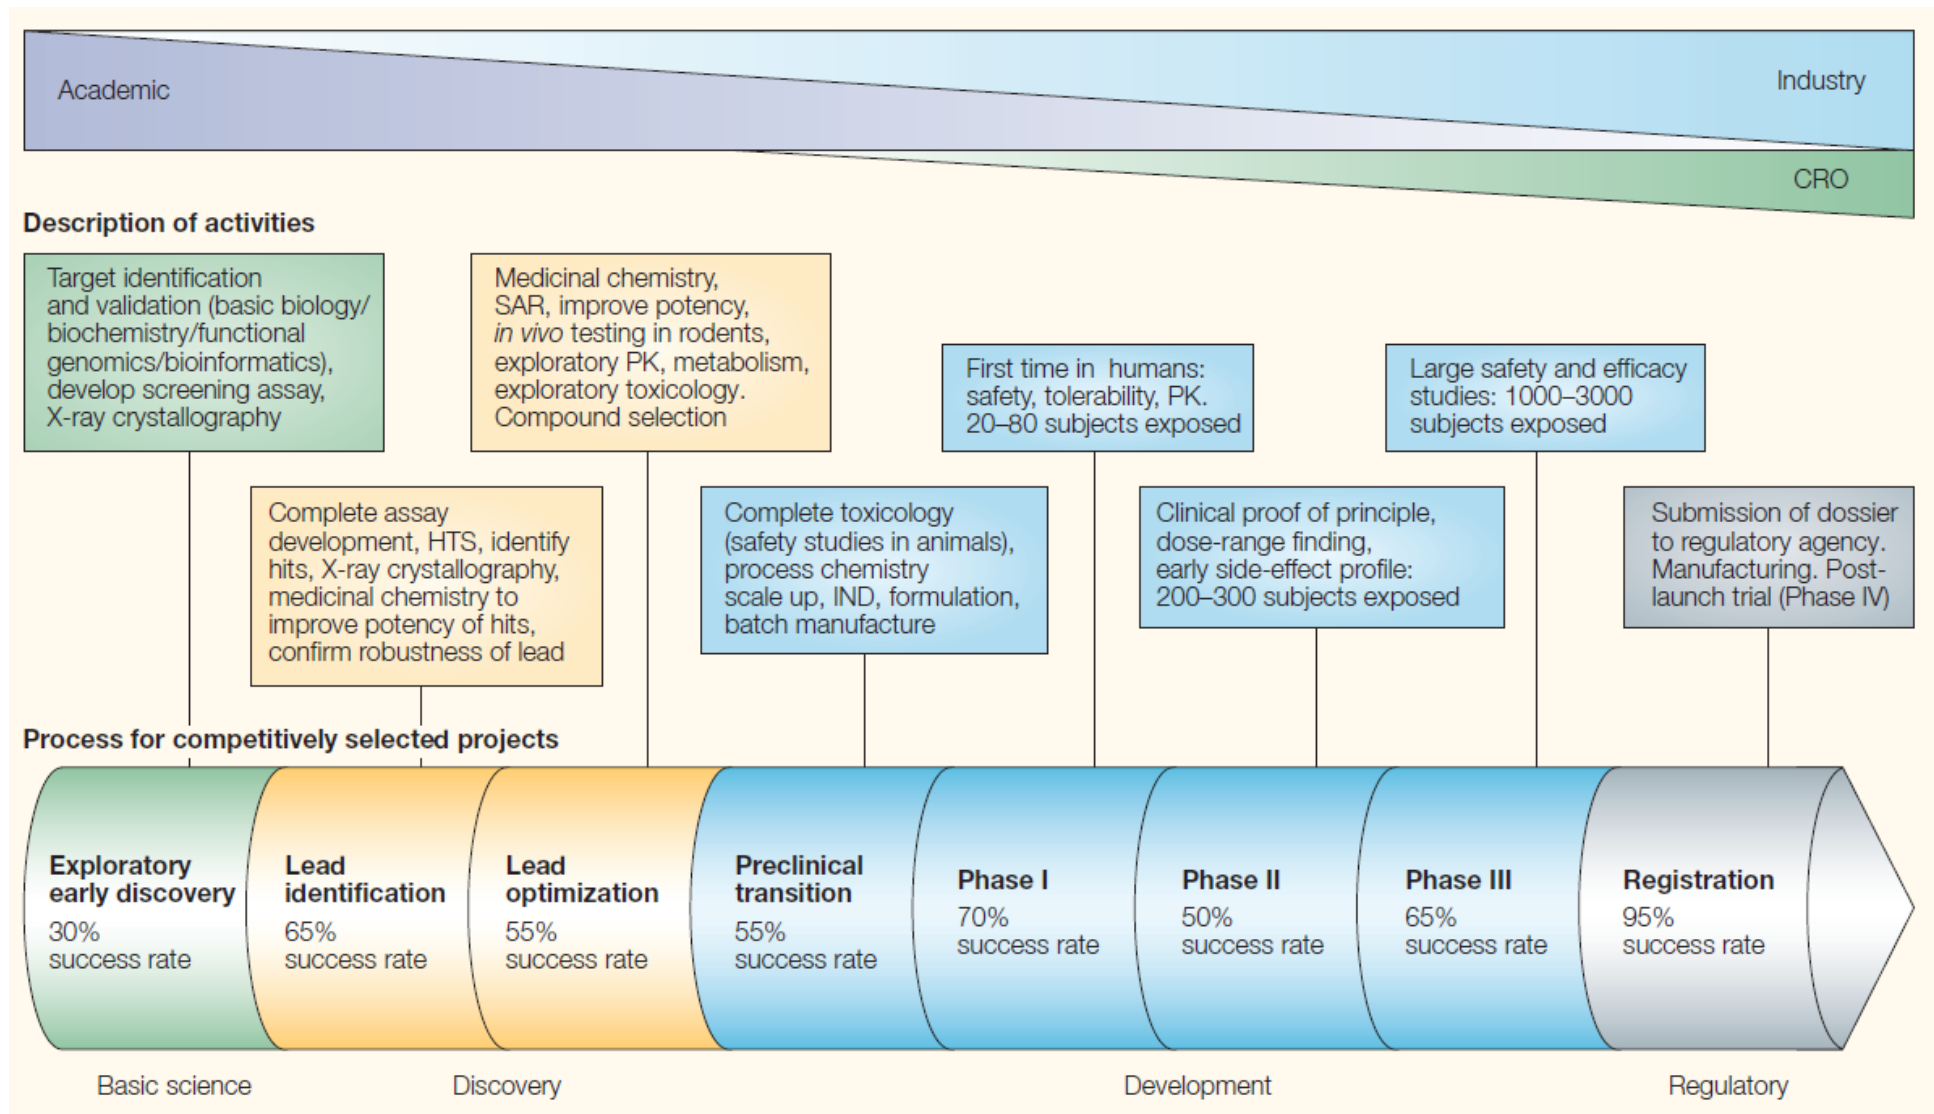 Academic
Industry
CRO
Description of activities
Target identification
and validation (basic biology/
biochemistry/functional
genomics/bioinformatics),
develop screening assay,
X-ray crystallography
Medicinal chemistry,
SAR, improve potency,
in vivo testing in rodents,
exploratory PK, metabolism,
exploratory toxicology.
Compound selection
First time in humans:
safety, tolerability, PK.
20–80 subjects exposed
Large safety and efficacy
studies: 1000–3000
subjects exposed
Complete assay
development, HTS, identify
hits, X-ray crystallography,
medicinal chemistry to
improve potency of hits,
confirm robustness of lead
Complete toxicology
(safety studies in animals),
process chemistry
scale up, IND, formulation,
batch manufacture
Clinical proof of principle,
dose-range finding,
early side-effect profile:
200–300 subjects exposed
Submission of dossier
to regulatory agency.
Manufacturing. Post-
launch trial (Phase IV)
Process for competitively selected projects
Exploratory
early discovery
30%
success rate
Lead
identification
65%
success rate
Lead
optimization
55%
success rate
Preclinical
transition
55%
success rate
Phase I
70%
success rate
Phase II
50%
success rate
Phase III
65%
success rate
Registration
95%
success rate
Basic science
Discovery
Development
Regulatory